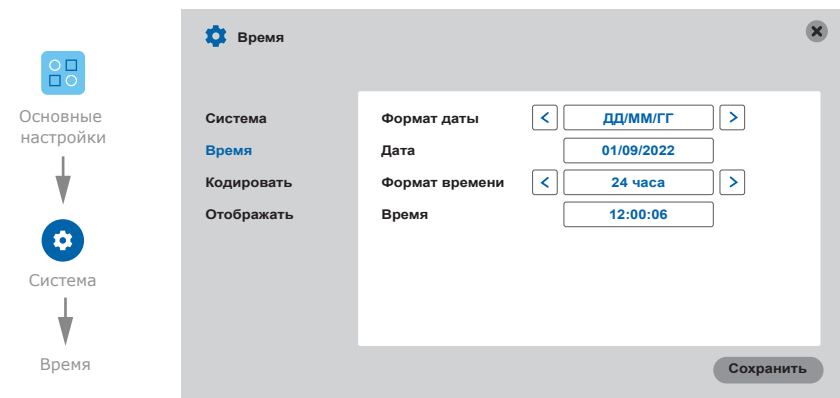 Основные
настройки
Система
Время
Время
Система
Время
Кодировать
Отображать
Формат даты
<
ДД/ММ/ГГ
>
Дата
01/09/2022
Формат времени
<
24 часа
>
Время
12:00:06
Сохранить